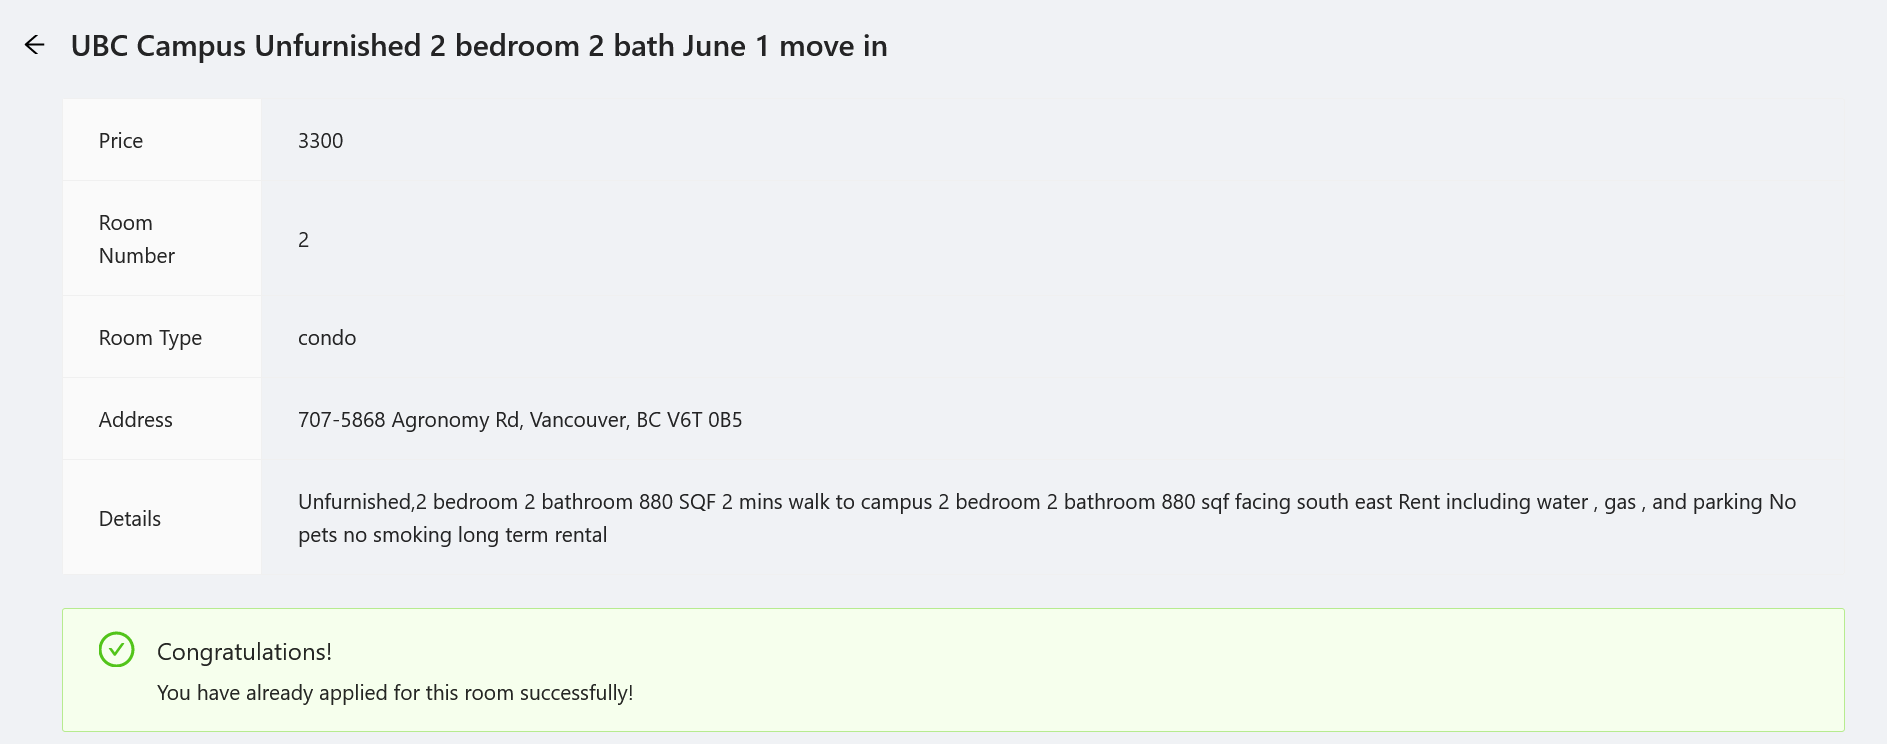 UBC Campus Unfurnished 2 bedroom 2 bath June 1 move in
Price
3300
Room
Number
2
Room Type
condo
Address
707-5868 Agronomy Rd, Vancouver, BC V6T 0B5
Details
Unfurnished,2 bedroom 2 bathroom 880 SQF 2 mins walk to campus 2 bedroom 2 bathroom 880 sqf facing south east Rent including water , gas , and parking No
pets no smoking long term rental
Congratulations!
You have already applied for this room successfully!